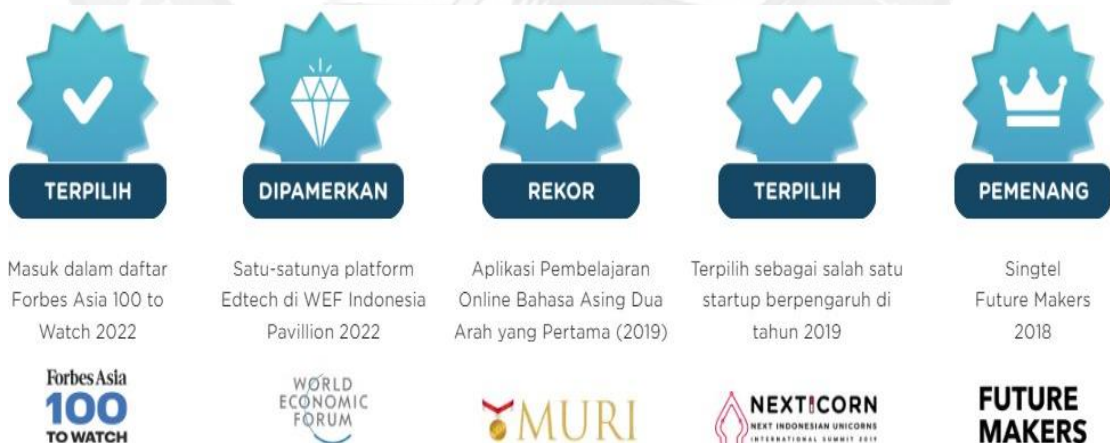 TERPILIH
DIPAMERKAN
REKOR
TERPILIH
PEMENANG
Masuk dalam daftar
Forbes Asia 100 to
Watch 2022
Satu-satunya platform
Edtech di WEF Indonesia
Pavillion 2022
Aplikasi Pembelajaran
Online Bahasa Asing Dua
Arah yang Pertama (2019)
Terpilih sebagai salah satu
startup berpengaruh di
tahun 2019
Singtel
Future Makers
2018
Forbes Asia
100
TO WATCH
WORLD
ECONOMIC
FORUM
MURI
NEXTICORN
NEXT INDONESIAN UNICORNS
INTERNATIONAL SUMMIT 2019
FUTURE
MAKERS